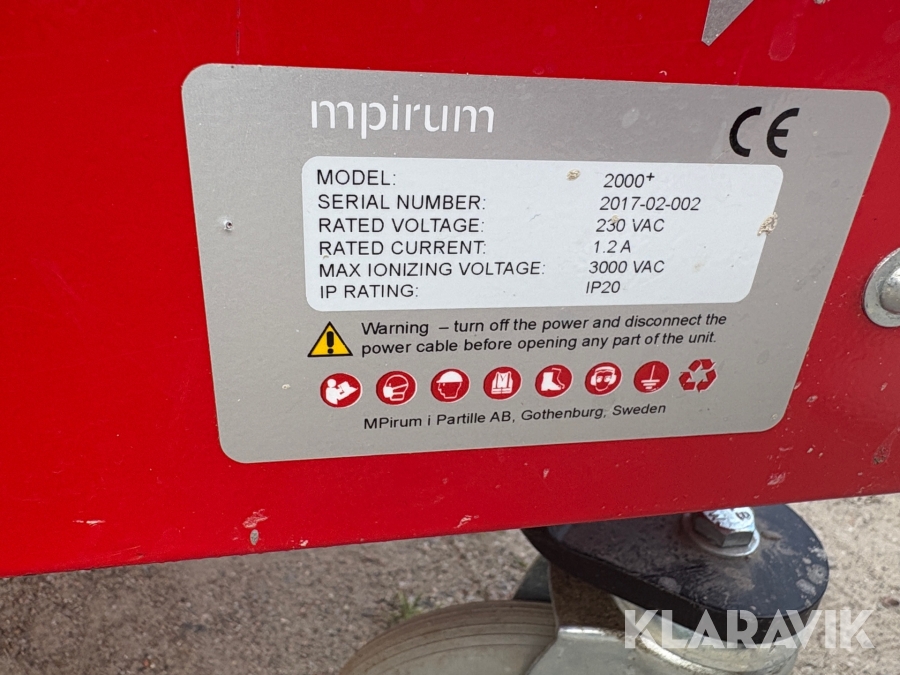 mpirum
CE
MODEL: 2000+
SERIAL NUMBER: 2017-02-002
RATED VOLTAGE: 230 VAC
RATED CURRENT: 1.2 A
MAX IONIZING VOLTAGE: 3000 VAC
IP RATING: IP20
Warning – turn off the power and disconnect the
power cable before opening any part of the unit.
MPirum i Partille AB, Gothenburg, Sweden
8
KLARAVIK